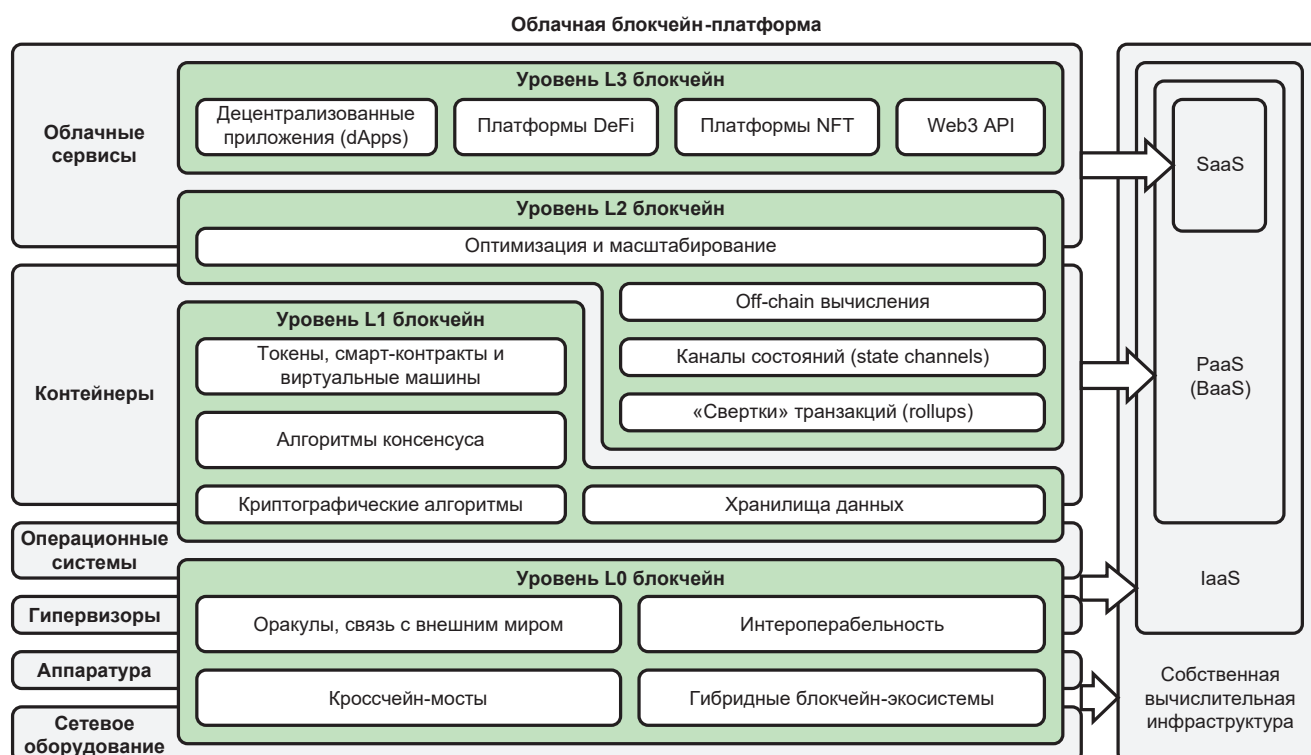 Облачная блокчейн-платформа
Облачные
сервисы
Уровень L3 блокчейн
Децентрализованные
приложения (dApps)
Платформы DeFi
Платформы NFT
Web3 API
SaaS
Уровень L2 блокчейн
Оптимизация и масштабирование
Off-chain вычисления
Каналы состояний (state channels)
«Свертки» транзакций (rollups)
Контейнеры
Уровень L1 блокчейн
Токены, смарт-контракты и
виртуальные машины
Алгоритмы консенсуса
Криптографические алгоритмы
Хранилища данных
PaaS
(BaaS)
Операционные
системы
Гипервизоры
Аппаратура
Сетевое
оборудование
Уровень L0 блокчейн
Оракулы, связь с внешним миром
Интероперабельность
Кроссчейн-мосты
Гибридные блокчейн-экосистемы
IaaS
Собственная
вычислительная
инфраструктура